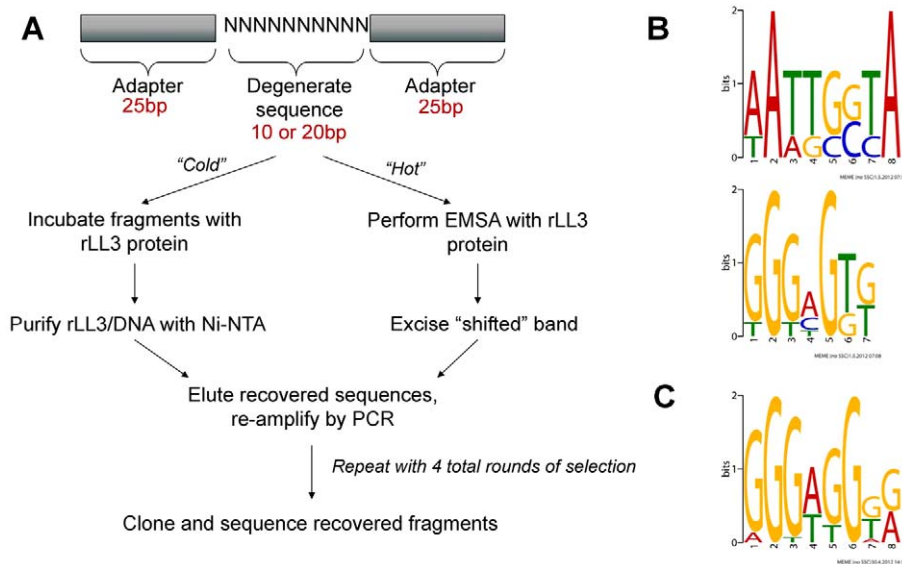 A
NNNNNNNNNN
Adapter
25bp
Degenerate
sequence
10 or 20bp
Adapter
25bp
"Cold"
"Hot"
Incubate fragments with
rLL3 protein
Perform EMSA with rLL3
protein
Purify rLL3/DNA with Ni-NTA
Excise "shifted" band
Elute recovered sequences,
re-amplify by PCR
Repeat with 4 total rounds of selection
Clone and sequence recovered fragments
B
2
bits
1
0
A A T T G G T A
T A G C C C
1 2 3 4 5 6 7 8
2
bits
1
0
G G G A G T G
T T C G T
1 2 3 4 5 6 7
C
2
bits
1
0
G G G A G G G G
A T T T A
1 2 3 4 5 6 7 8